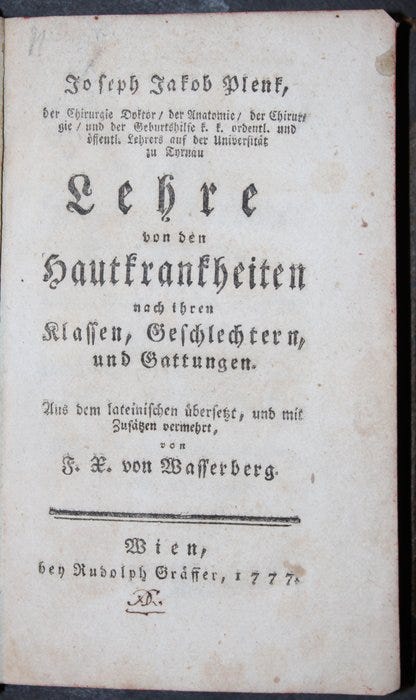 Joseph Jakob Plenk,
der Chirurgie Doktor/ der Anatomie/ der Chirur/
gie/ und der Geburtshilfe k. k. ordentl. und
öffentl. Lehrers auf der Universität
zu Tyrnau
Lehre
von den
Hautkrankheiten
nach ihren
Klassen, Geschlechtern,
und Gattungen.
Aus dem lateinischen übersetzt, und mit
Zusätzen vermehrt,
von
F. X. von Wasserberg.
Wien,
bey Rudolph Gräffer, 1777.